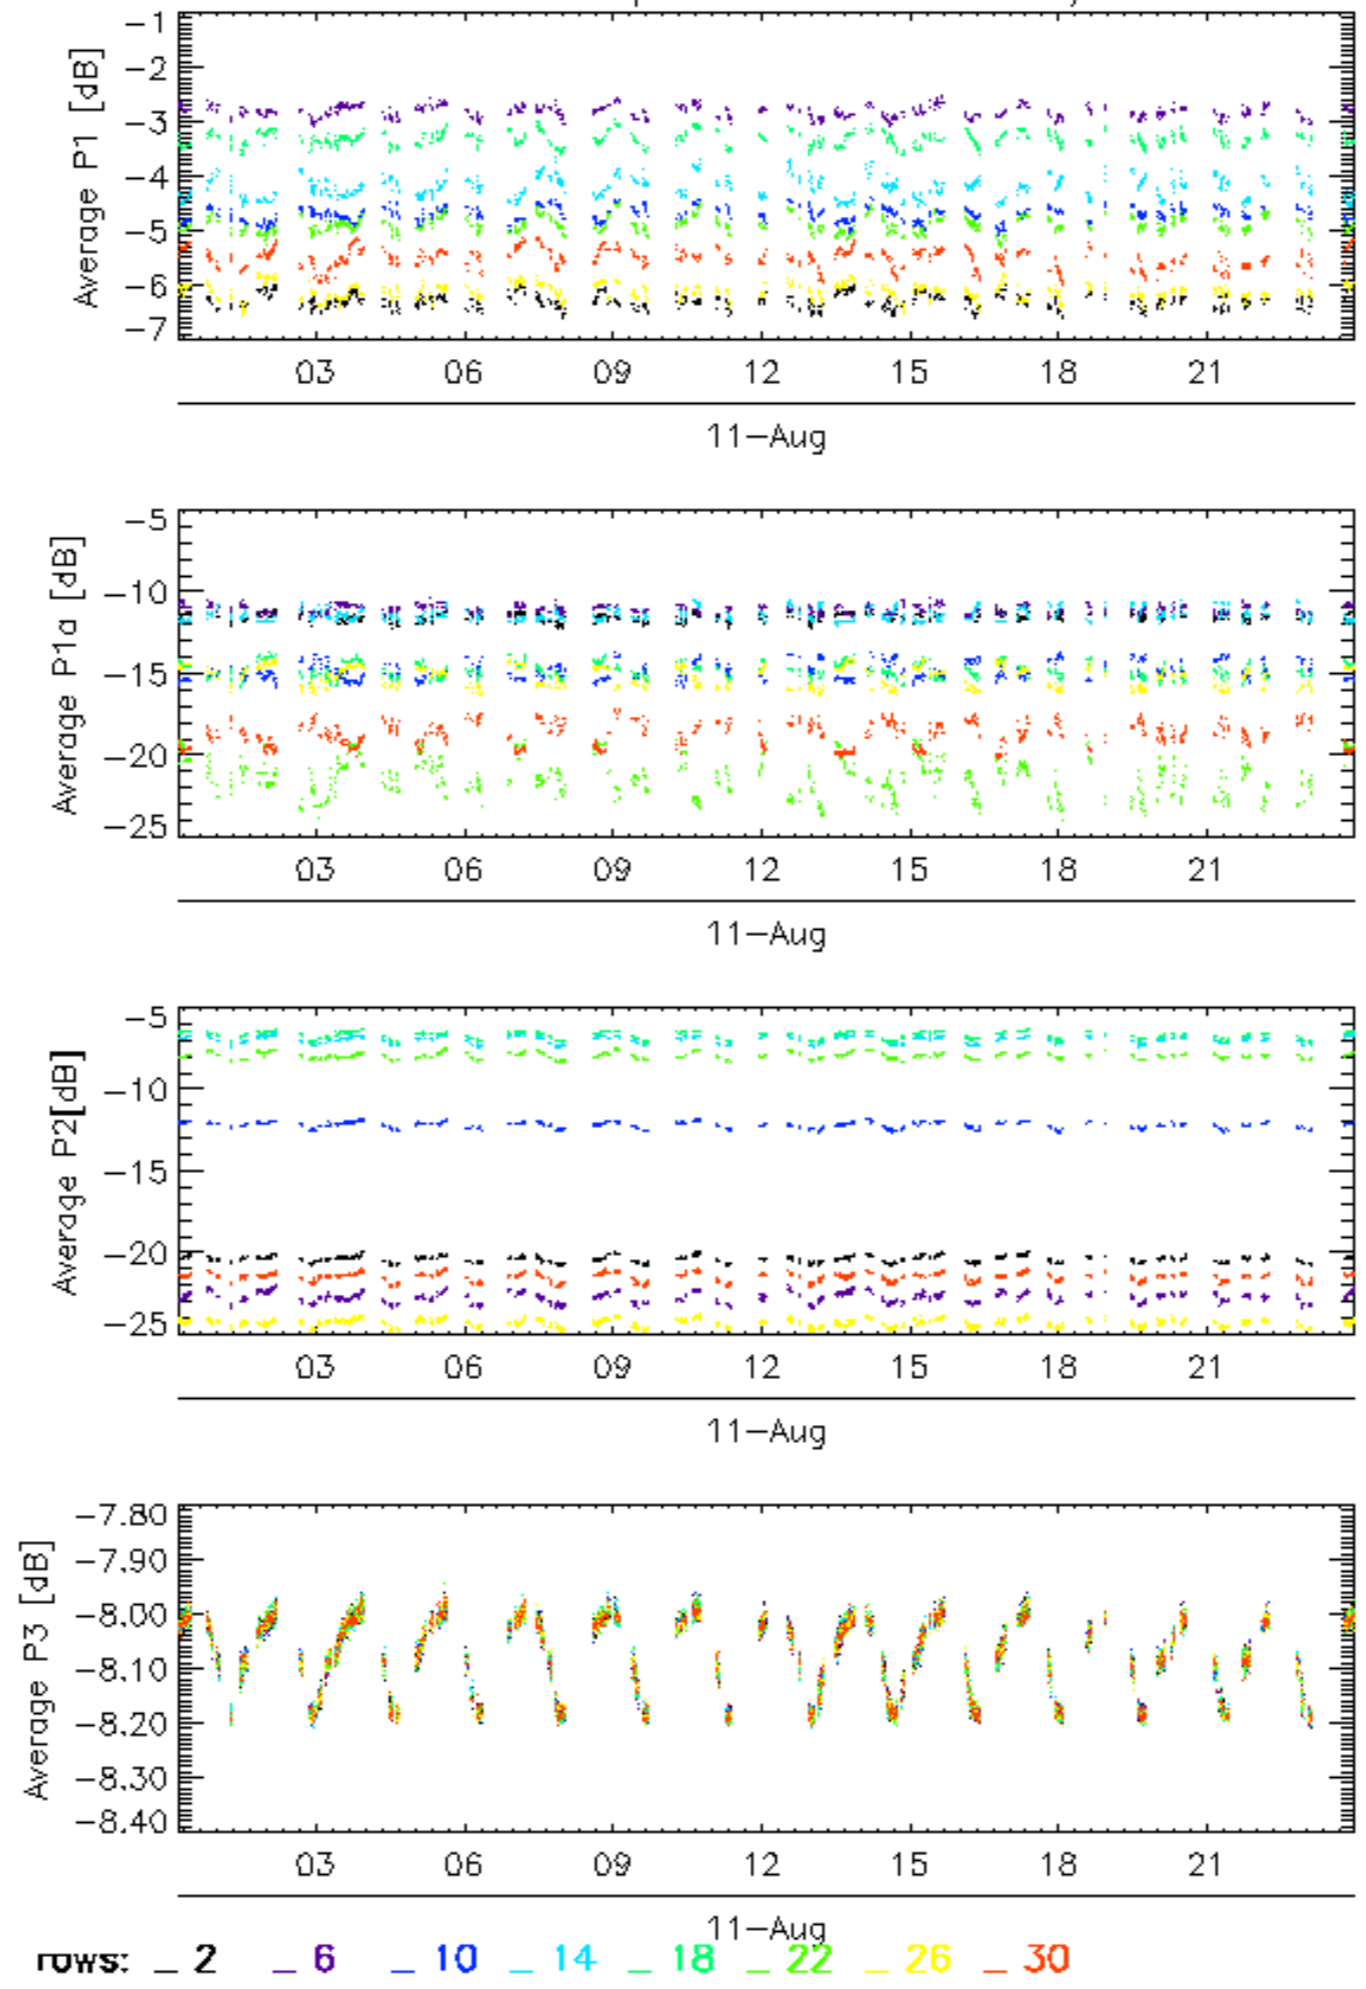 Average P1 [dB]
-1
-2
-3
-4
-5
-6
-7
03 06 09 12 15 18 21
11-Aug
Average P1a [dB]
-5
-10
-15
-20
-25
03 06 09 12 15 18 21
11-Aug
Average P2[dB]
-5
-10
-15
-20
-25
03 06 09 12 15 18 21
11-Aug
Average P3 [dB]
-7.80
-7.90
-8.00
-8.10
-8.20
-8.30
-8.40
03 06 09 12 15 18 21
11-Aug
rows: _ 2 _ 6 _ 10 _ 14 _ 18 _ 22 _ 26 _ 30